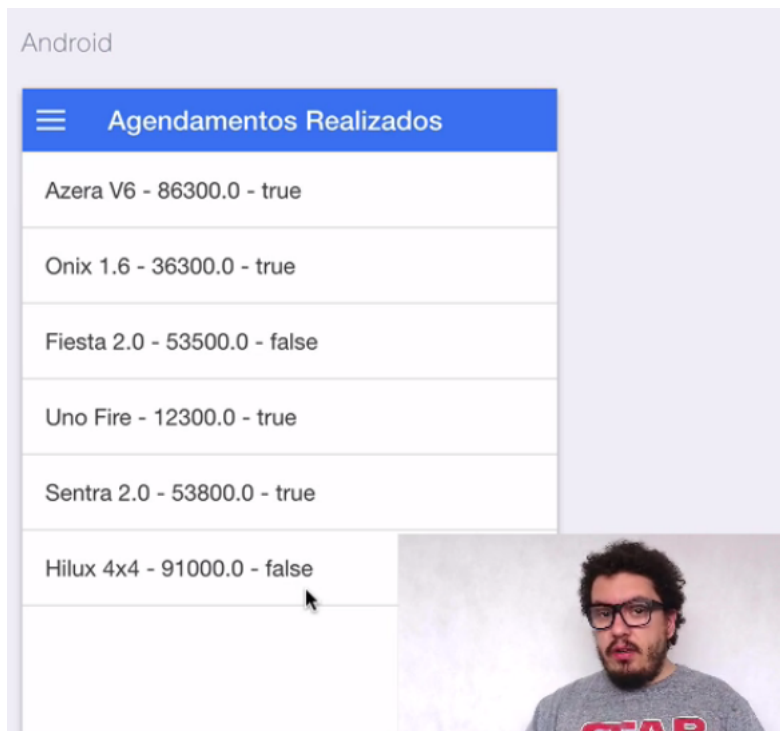 Android
Agendamentos Realizados
Azera V6 - 86300.0 - true
Onix 1.6 - 36300.0 - true
Fiesta 2.0 - 53500.0 - false
Uno Fire - 12300.0 - true
Sentra 2.0 - 53800.0 - true
Hilux 4x4 - 91000.0 - false
STAR